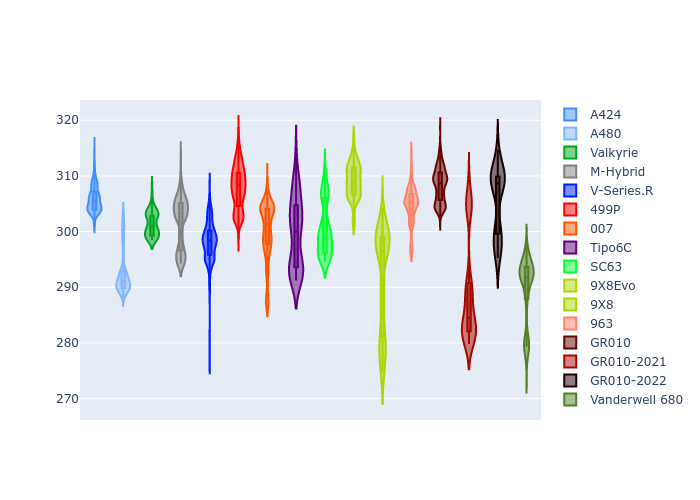 320
310
300
290
280
270
A424
A480
Valkyrie
M-Hybrid
V-Series.R
499P
007
Tipo6C
SC63
9X8Evo
9X8
963
GR010
GR010-2021
GR010-2022
Vanderwell 680